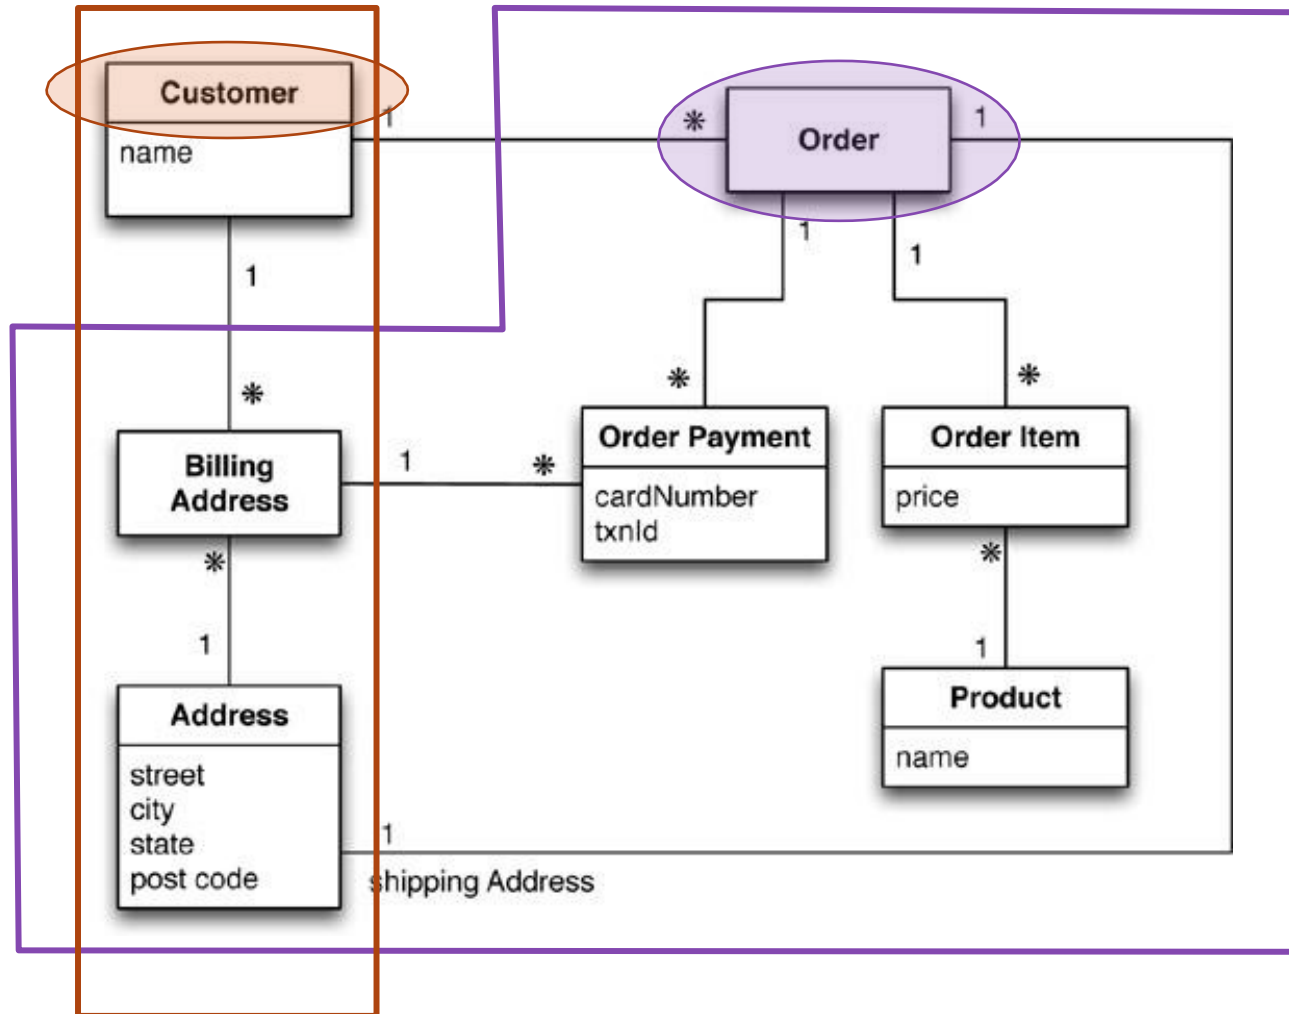 Customer
name
1
*
Order
1
1
1
1
*
*
*
Billing
Address
1
*
Order Payment
cardNumber
txnId
Order Item
price
*
1
*
1
Product
name
Address
street
city
state
post code
1
shipping Address